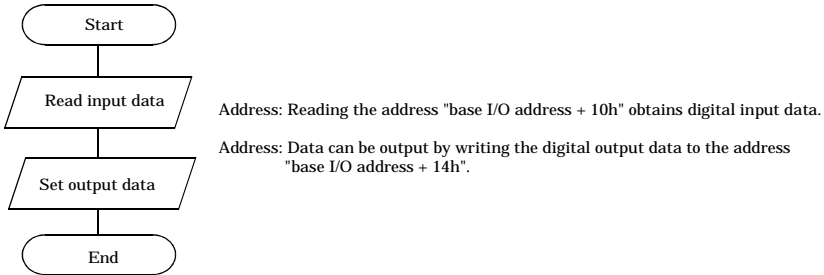 Start
Read input data
Address: Reading the address "base I/O address + 10h" obtains digital input data.
Address: Data can be output by writing the digital output data to the address
"base I/O address + 14h".
Set output data
End